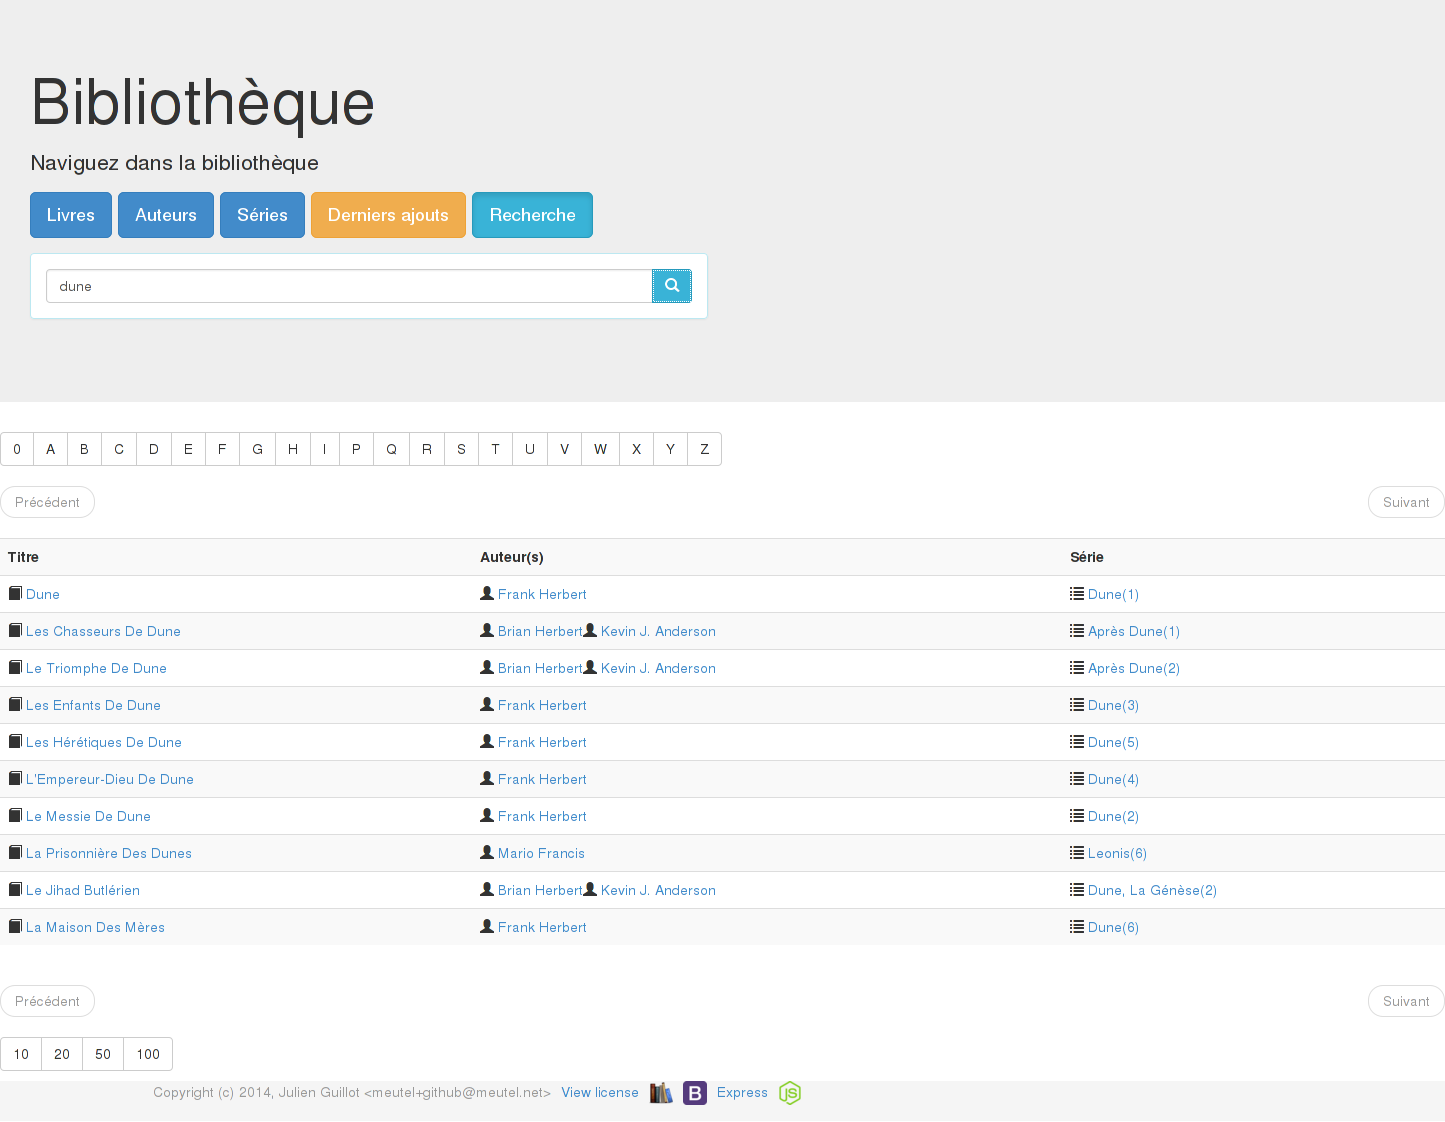 Bibliothèque
Naviguez dans la bibliothèque
Livres Auteurs Séries Derniers ajouts Recherche
dune
0 A B C D E F G H I P Q R S T U V W X Y Z
Précédent Suivant
Titre Auteur(s) Série
Dune Frank Herbert Dune(1)
Les Chasseurs De Dune Brian Herbert Kevin J. Anderson Après Dune(1)
Le Triomphe De Dune Brian Herbert Kevin J. Anderson Après Dune(2)
Les Enfants De Dune Frank Herbert Dune(3)
Les Hérétiques De Dune Frank Herbert Dune(5)
L'Empereur-Dieu De Dune Frank Herbert Dune(4)
Le Messie De Dune Frank Herbert Dune(2)
La Prisonnière Des Dunes Mario Francis Leonis(6)
Le Jihad Butlérien Brian Herbert Kevin J. Anderson Dune, La Génèse(2)
La Maison Des Mères Frank Herbert Dune(6)
Précédent Suivant
10 20 50 100
Copyright (c) 2014, Julien Guillot <meutel+github@meutel.net> View license B Express JS